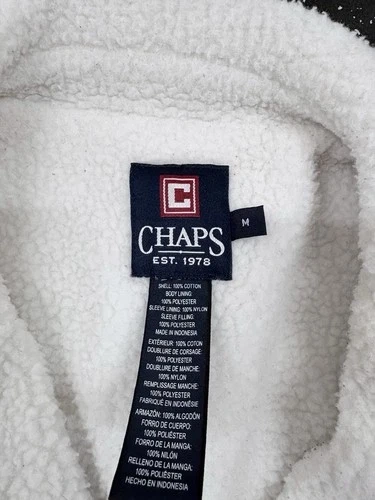 C
CHAPS
EST. 1978
M
SHELL: 100% COTTON
BODY LINING:
100% POLYESTER
SLEEVE LINING: 100% NYLON
SLEEVE FILLING:
100% POLYESTER
MADE IN INDONESIA
EXTÉRIEUR: 100% COTON
DOUBLURE DE CORSAGE:
100% POLYESTER
DOUBLURE DE MANCHE:
100% NYLON
REMPLISSAGE MANCHE:
100% POLYESTER
FABRIQUÉ EN INDONÉSIE
ARMAZÓN: 100% ALGODÓN
FORRO DE CUERPO:
100% POLIÉSTER
FORRO DE LA MANGA:
100% NILÓN
RELLENO DE LA MANGA:
100% POLIÉSTER
HECHO EN INDONESIA